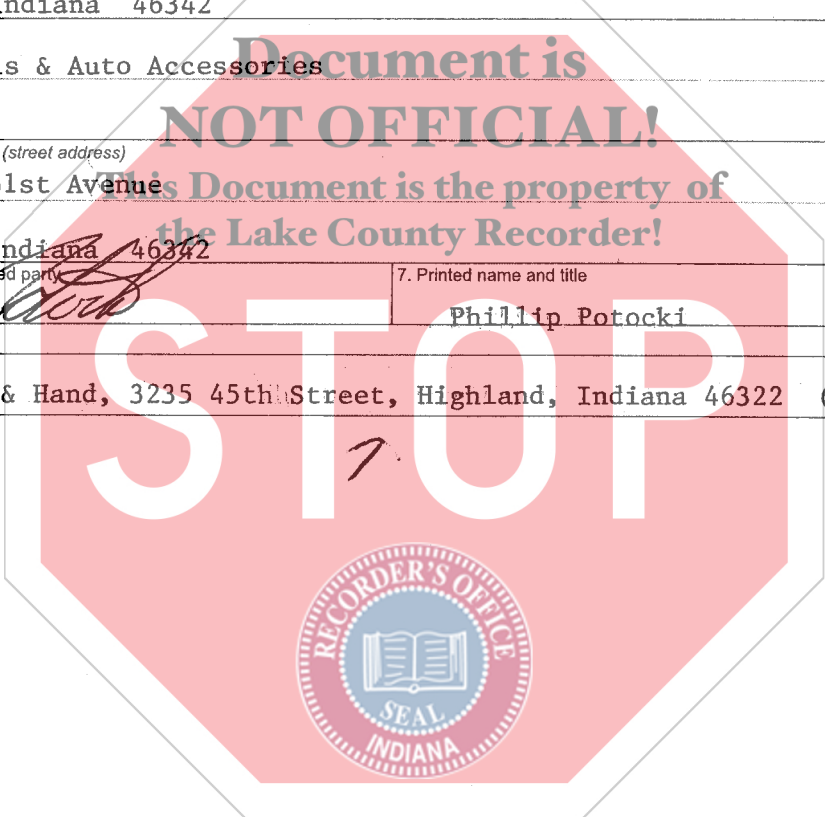 ndiana 46342
s & Auto Accessories
Document is
NOT OFFICIAL!
(street address)
1st Avenue
This Document is the property of
the Lake County Recorder!
ndiana 46342
ed party
7. Printed name and title
Phillip Potocki
& Hand, 3235 45th Street, Highland, Indiana 46322 (
7
STOP
RECORDER'S OFFICE
SEAL
INDIANA